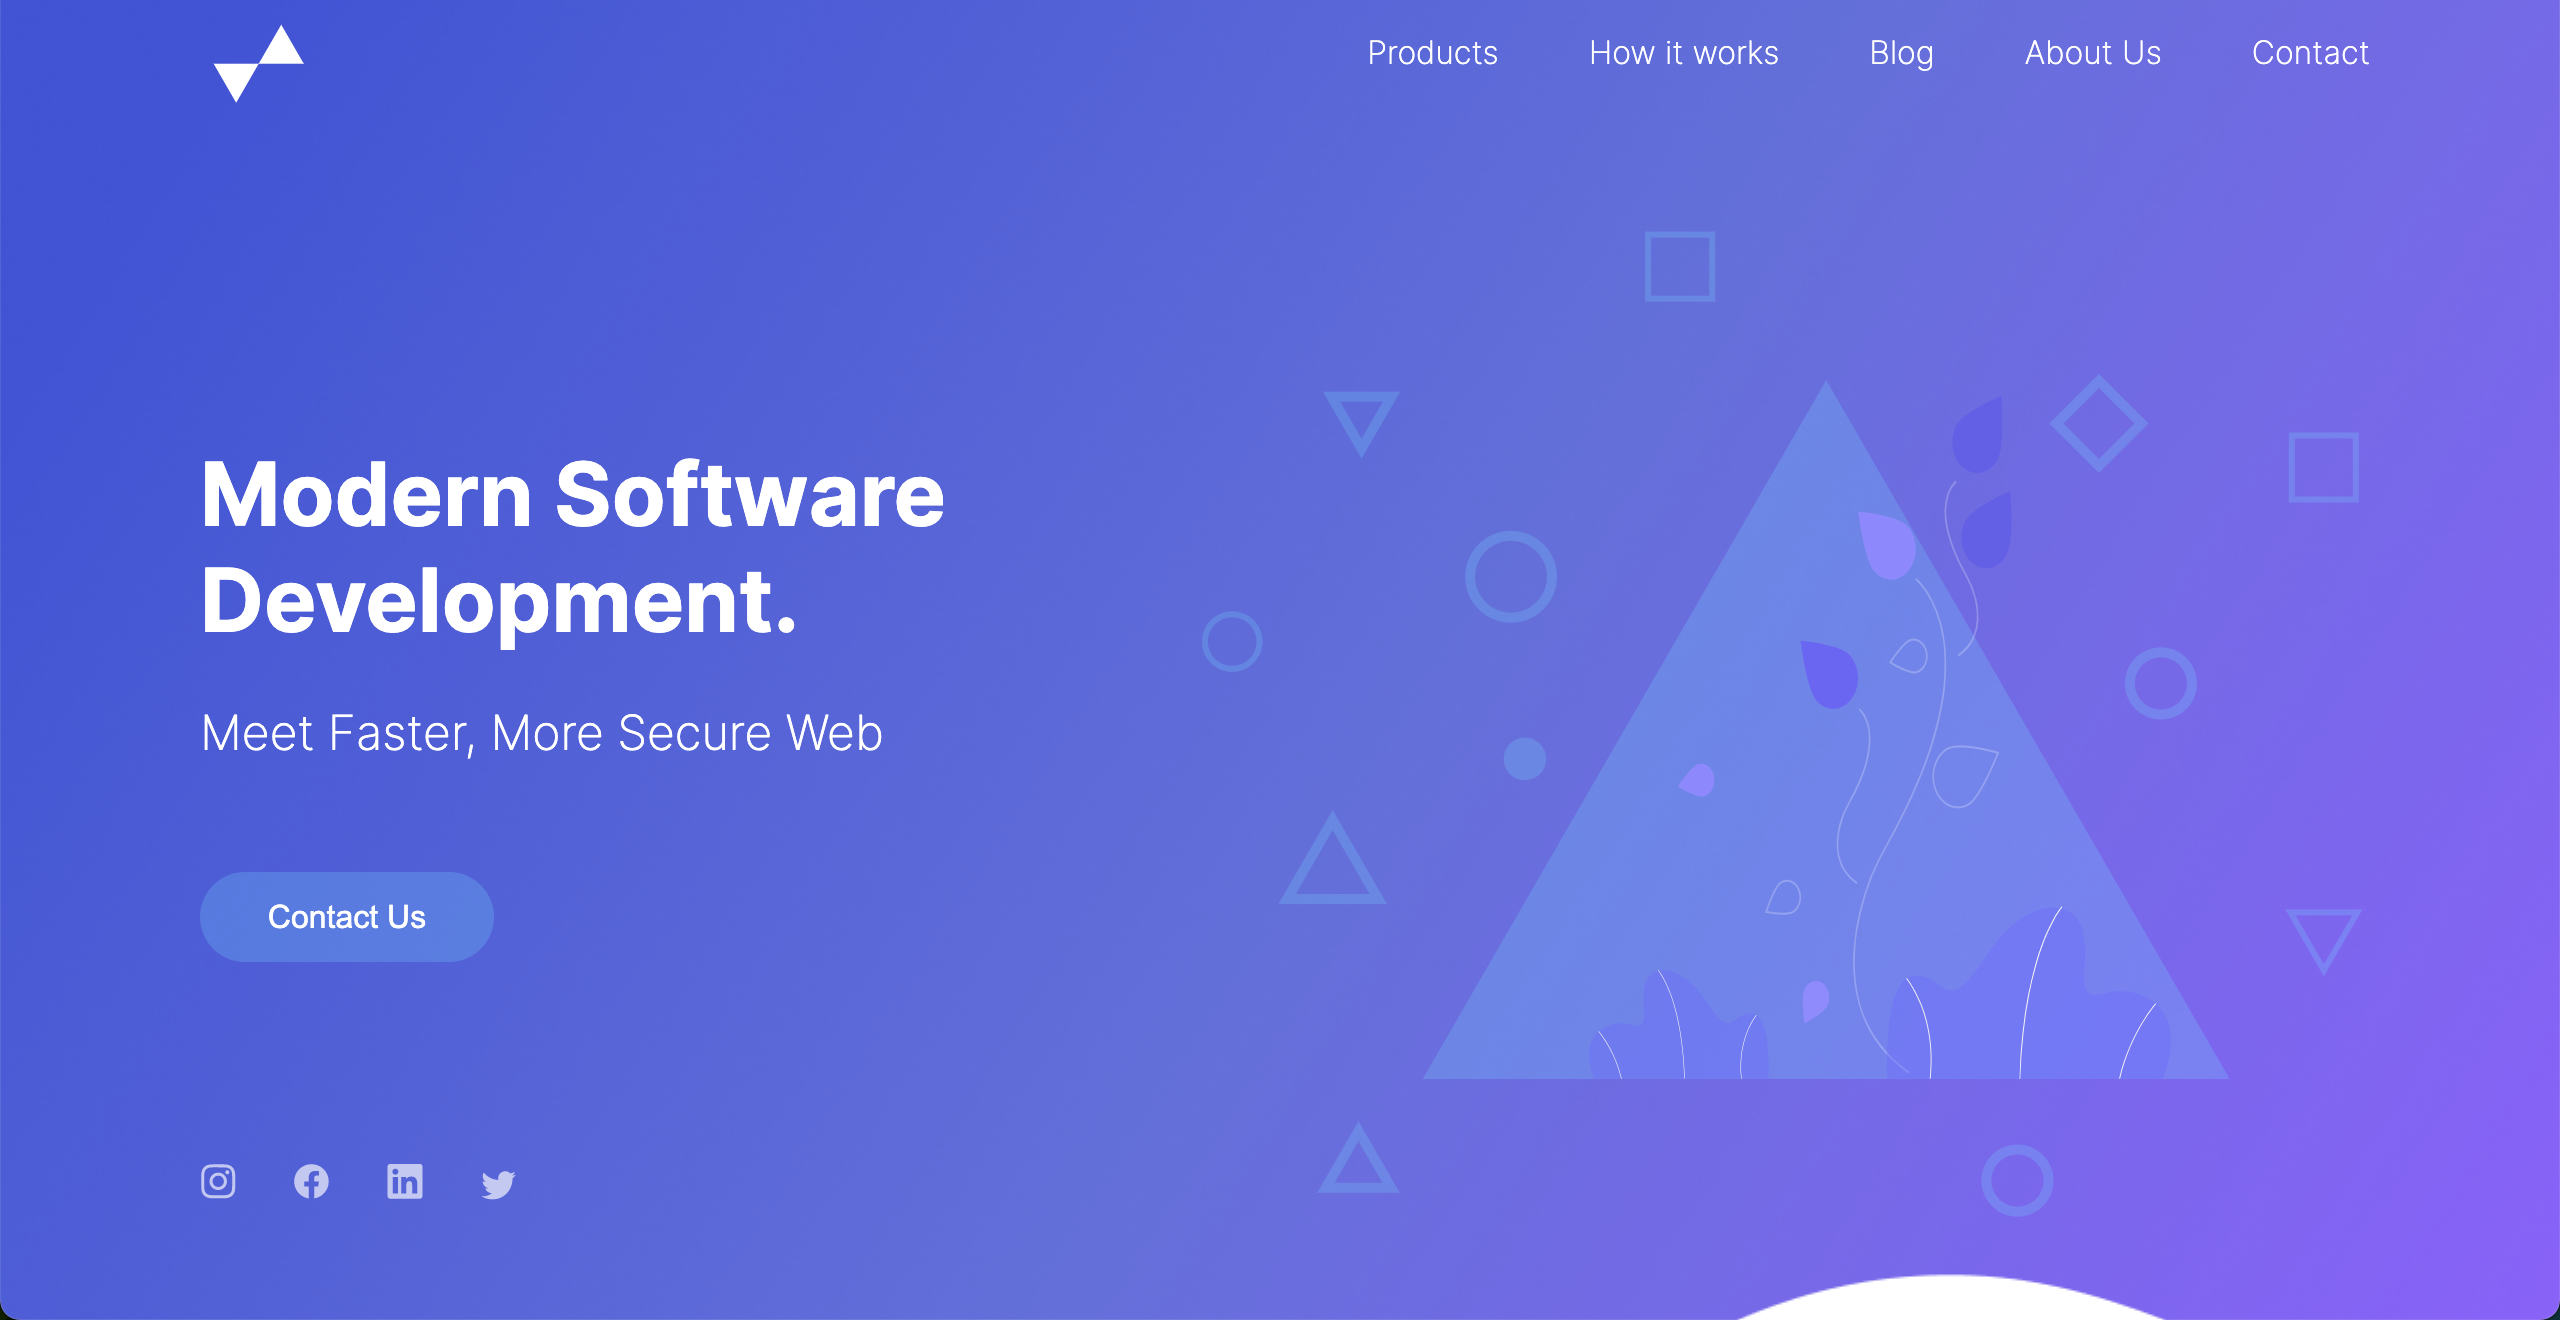 Products How it works Blog About Us Contact
Modern Software
Development.
Meet Faster, More Secure Web
Contact Us